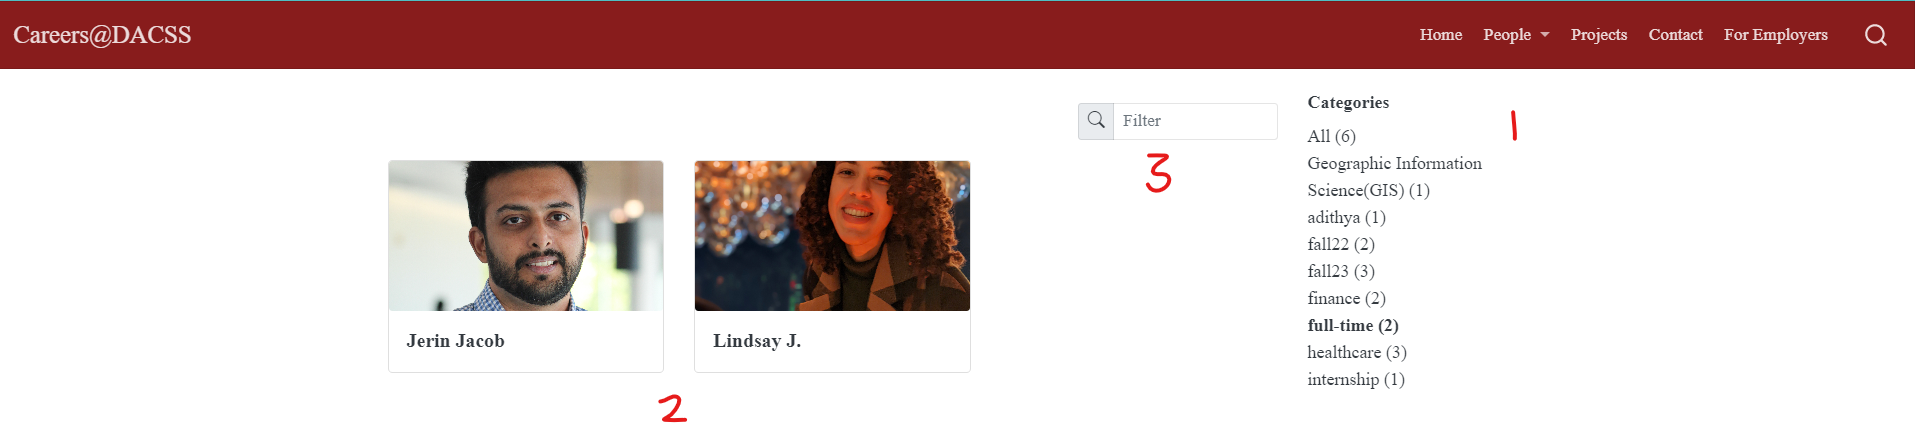 Careers@DACSS
Home People Projects Contact For Employers
Filter
3
Jerin Jacob
Lindsay J.
2
Categories
1
All (6)
Geographic Information
Science(GIS) (1)
adithya (1)
fall22 (2)
fall23 (3)
finance (2)
full-time (2)
healthcare (3)
internship (1)